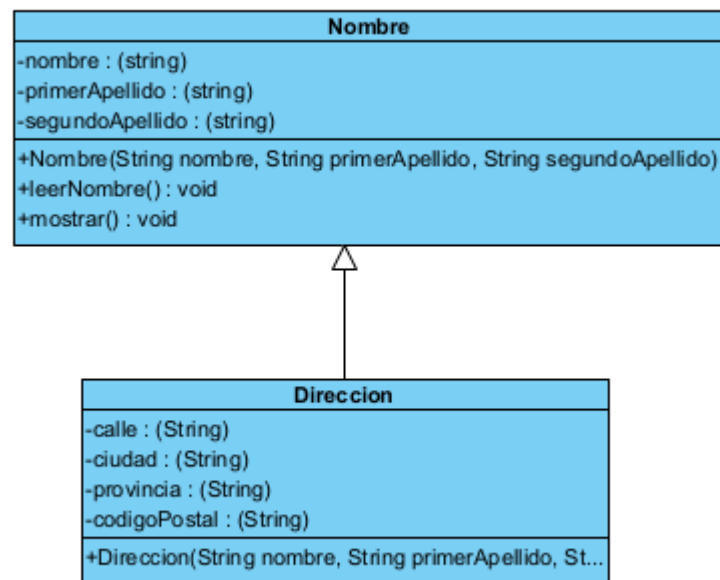 Nombre
-nombre : (string)
-primerApellido : (string)
-segundoApellido : (string)
+Nombre(String nombre, String primerApellido, String segundoApellido)
+leerNombre() : void
+mostrar() : void
Direccion
-calle : (String)
-ciudad : (String)
-provincia : (String)
-codigoPostal : (String)
+Direccion(String nombre, String primerApellido, St...